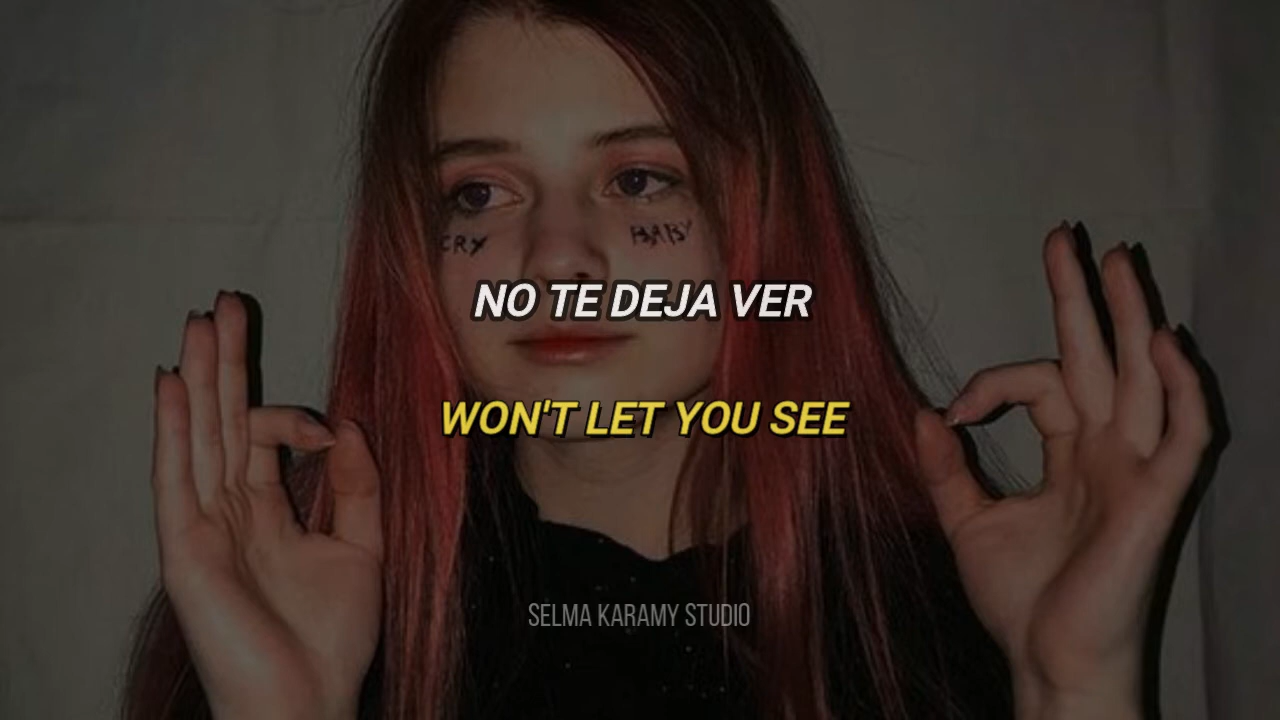 CRY BABY
NO TE DEJA VER
WON'T LET YOU SEE
SELMA KARAMY STUDIO